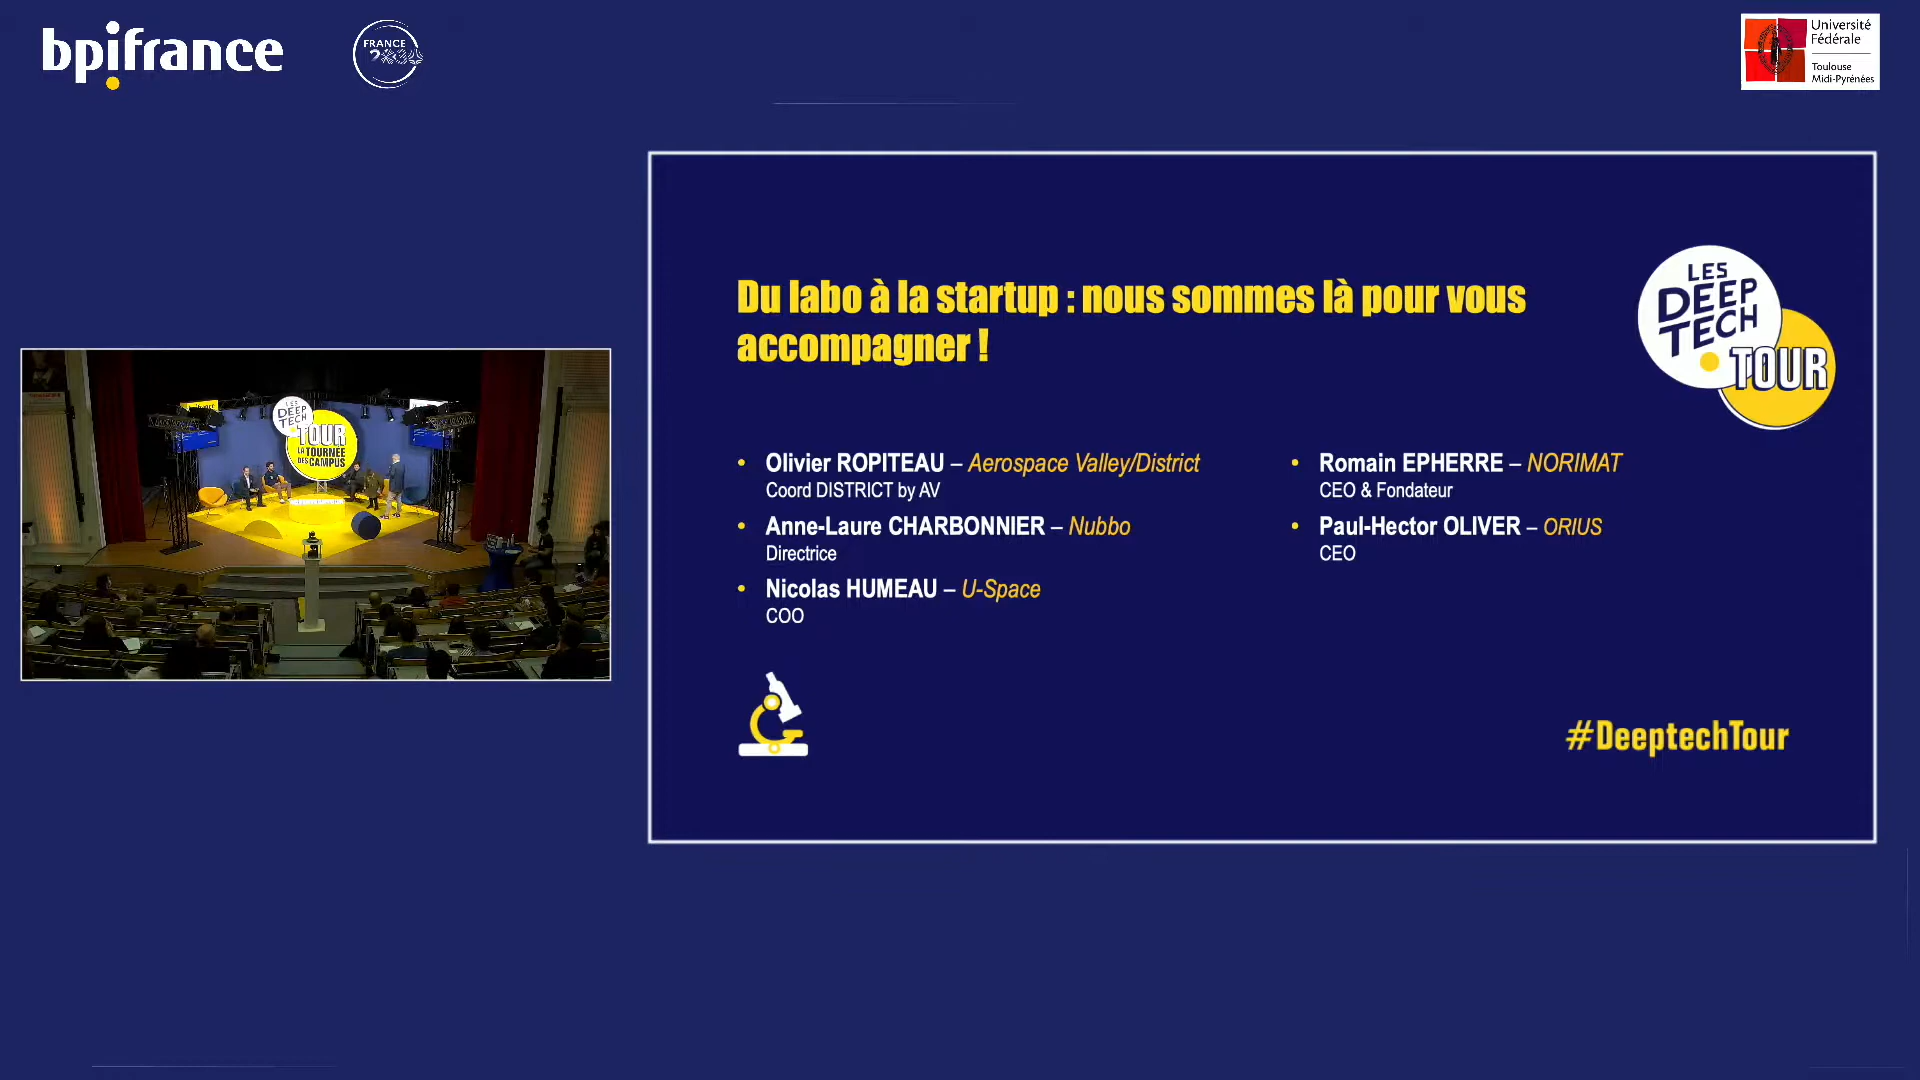 bpifrance
FRANCE
2030
Université
Fédérale
Toulouse
Midi-Pyrénées
Du labo à la startup : nous sommes là pour vous
accompagner !
LES
DEEP
TECH
TOUR
• Olivier ROPITEAU – Aerospace Valley/District
Coord DISTRICT by AV
• Anne-Laure CHARBONNIER – Nubbo
Directrice
• Nicolas HUMEAU – U-Space
COO
• Romain EPHERRE – NORIMAT
CEO & Fondateur
• Paul-Hector OLIVER – ORIUS
CEO
#DeeptechTour
LES
DEEP
TECH
TOUR
LA TOURNÉE
DES CAMPUS